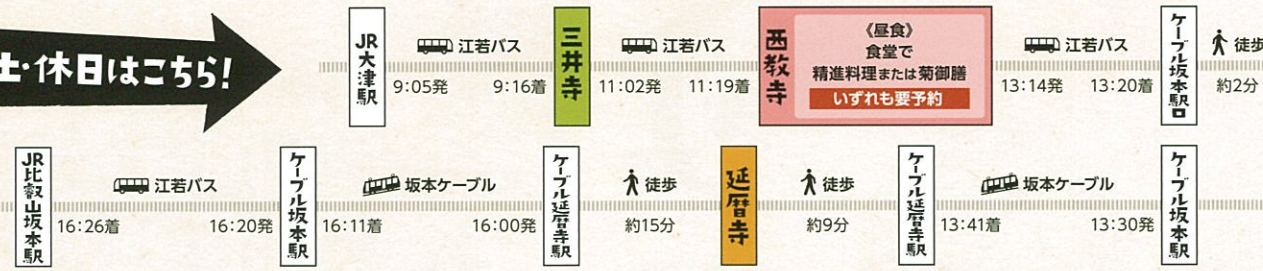 土・休日はこちら!
JR大津駅
江若バス
9:05発 9:16着
三井寺
江若バス
11:02発 11:19着
西教寺
《昼食》
食堂で
精進料理または菊御膳
いずれも要予約
江若バス
13:14発 13:20着
ケーブル坂本駅口
徒歩
約2分
JR比叡山坂本駅
江若バス
16:26着 16:20発
ケーブル坂本駅
坂本ケーブル
16:11着 16:00発
ケーブル延暦寺駅
徒歩
約15分
延暦寺
徒歩
約9分
ケーブル延暦寺駅
坂本ケーブル
13:41着 13:30発
ケーブル坂本駅